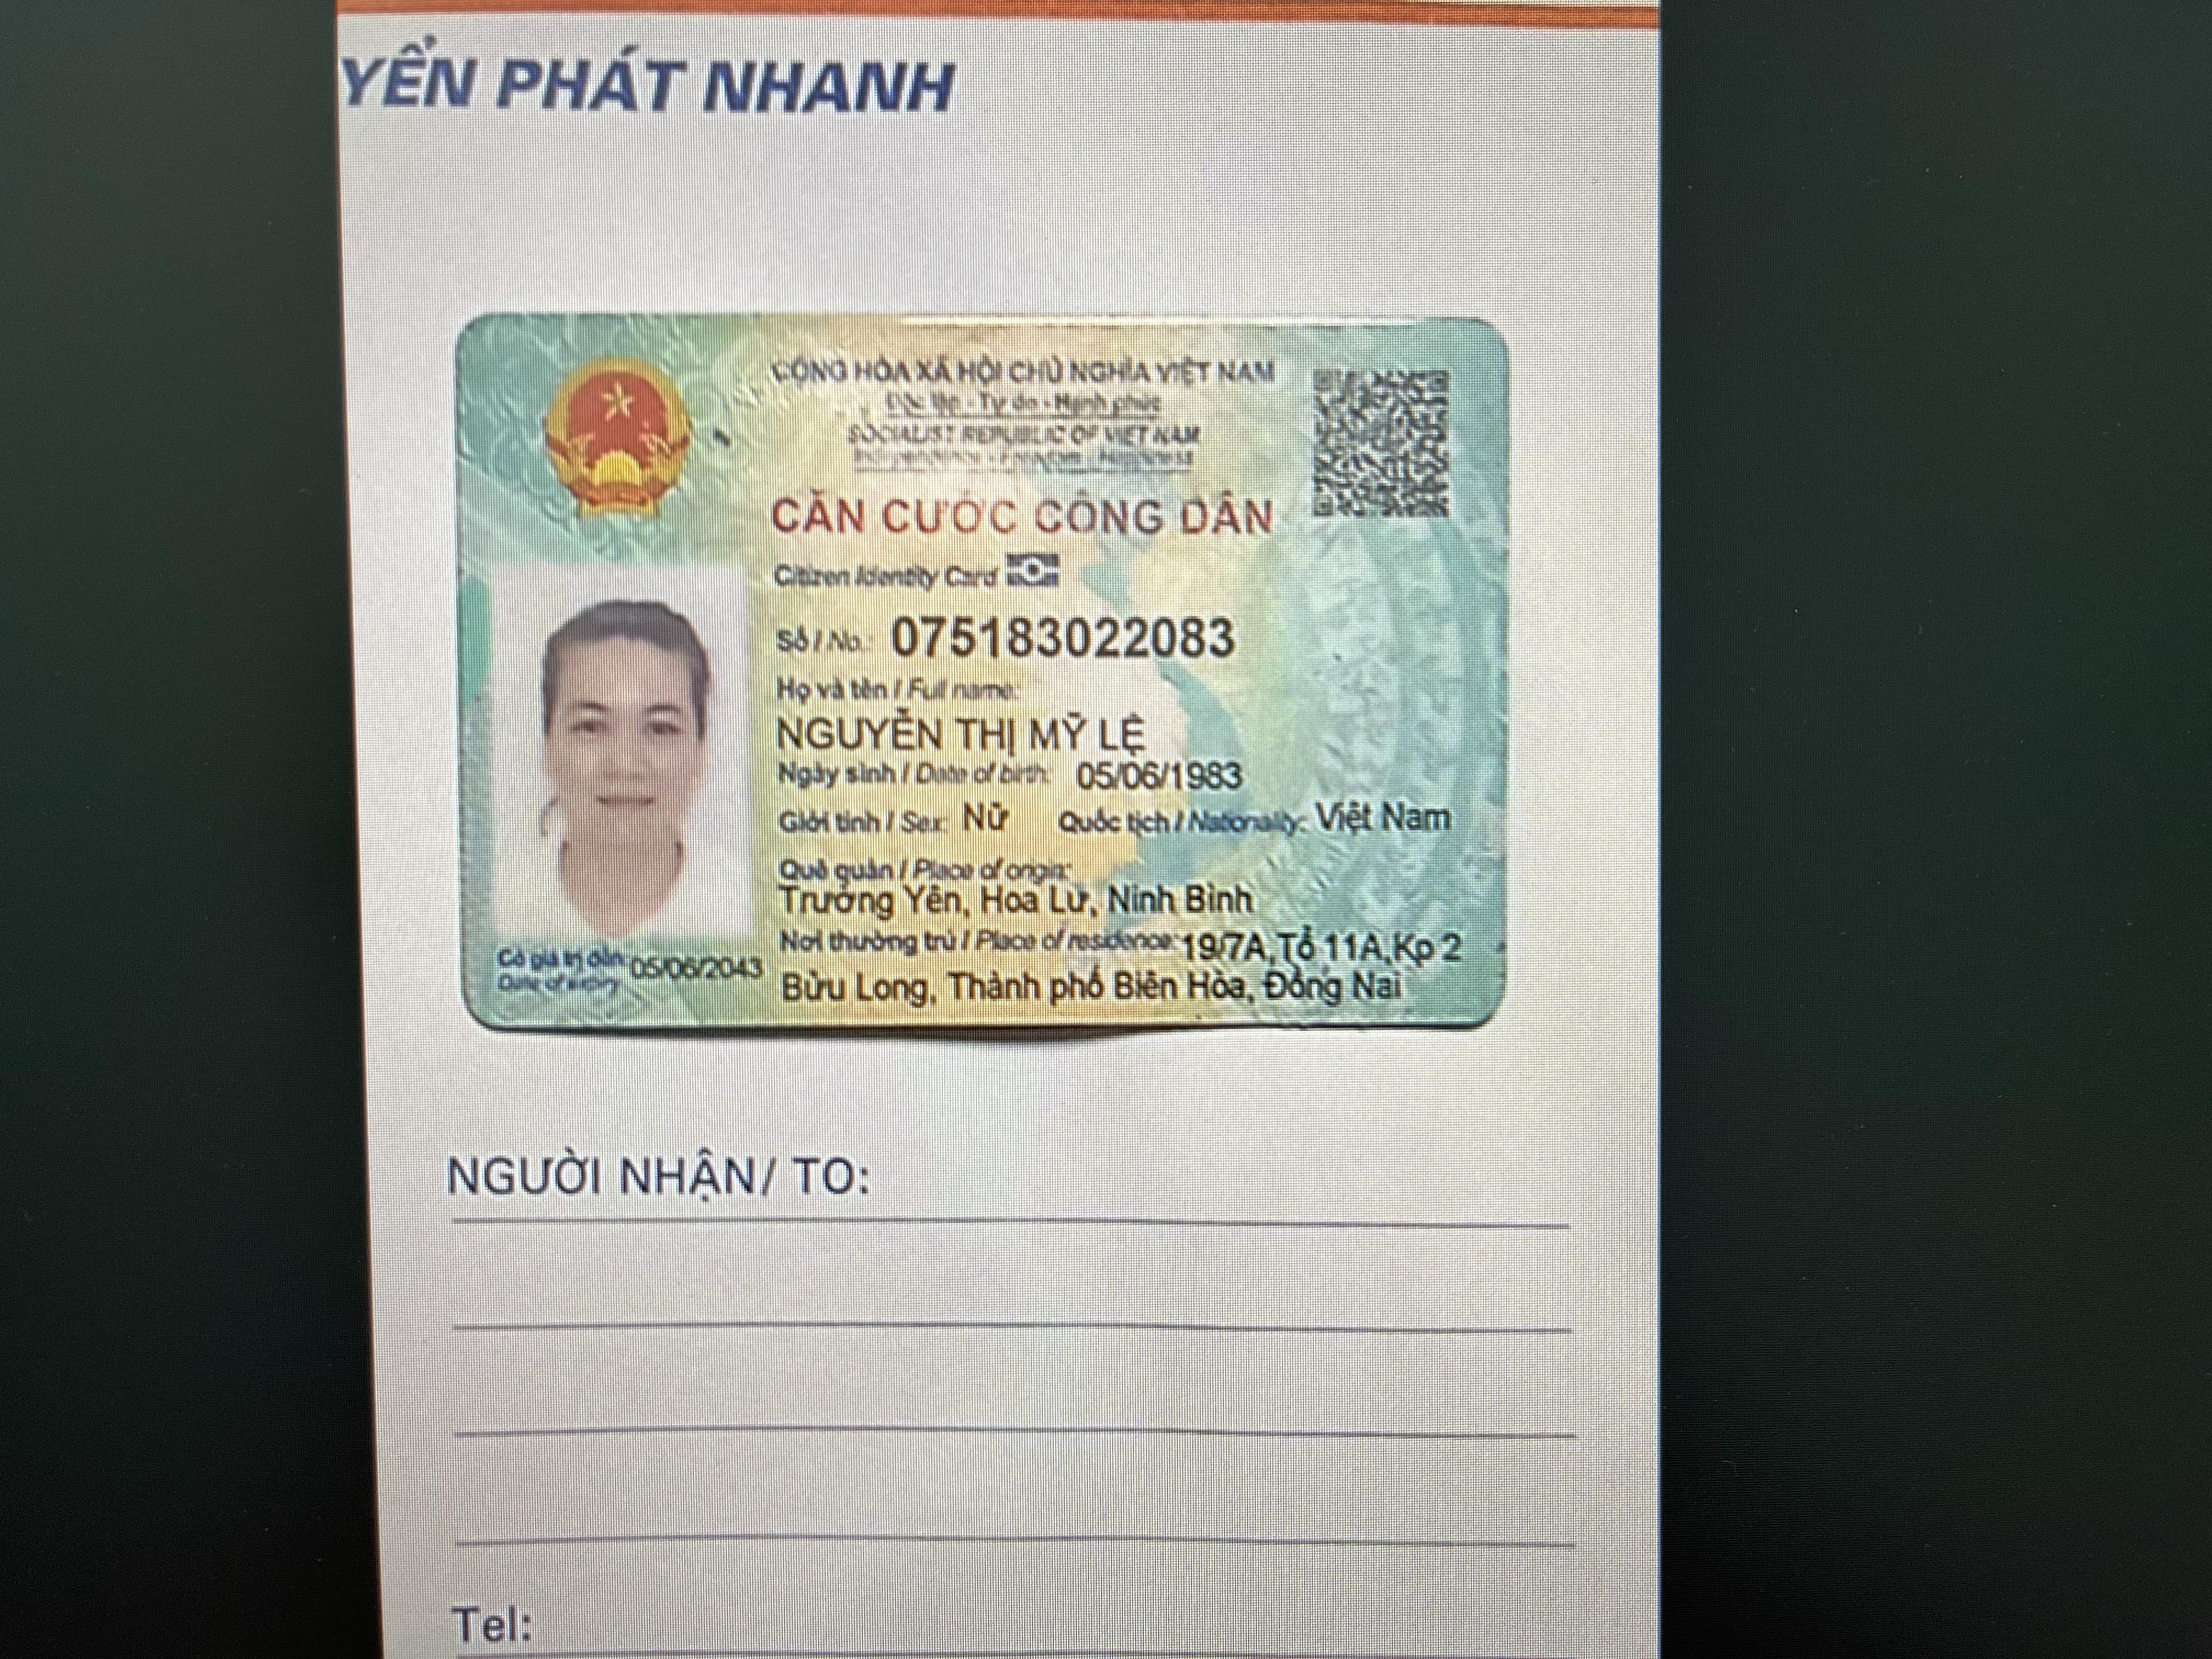 YỂN PHÁT NHANH
CỘNG HÒA XÃ HỘI CHỦ NGHĨA VIỆT NAM
Độc lập - Tự do - Hạnh phúc
SOCIALIST REPUBLIC OF VIET NAM
CĂN CƯỚC CÔNG DÂN
Citizen Identity Card
Số / No.: 075183022083
Họ và tên / Full name:
NGUYỄN THỊ MỸ LỆ
Ngày sinh / Date of birth: 05/06/1983
Giới tính / Sex: Nữ Quốc tịch / Nationality: Việt Nam
Quê quán / Place of origin:
Trường Yên, Hoa Lư, Ninh Bình
Nơi thường trú / Place of residence: 19/7A,Tổ 11A,Kp 2
Bửu Long, Thành phố Biên Hòa, Đồng Nai
Có giá trị đến: 05/06/2043
Date of expiry
NGƯỜI NHẬN/ TO:
Tel: